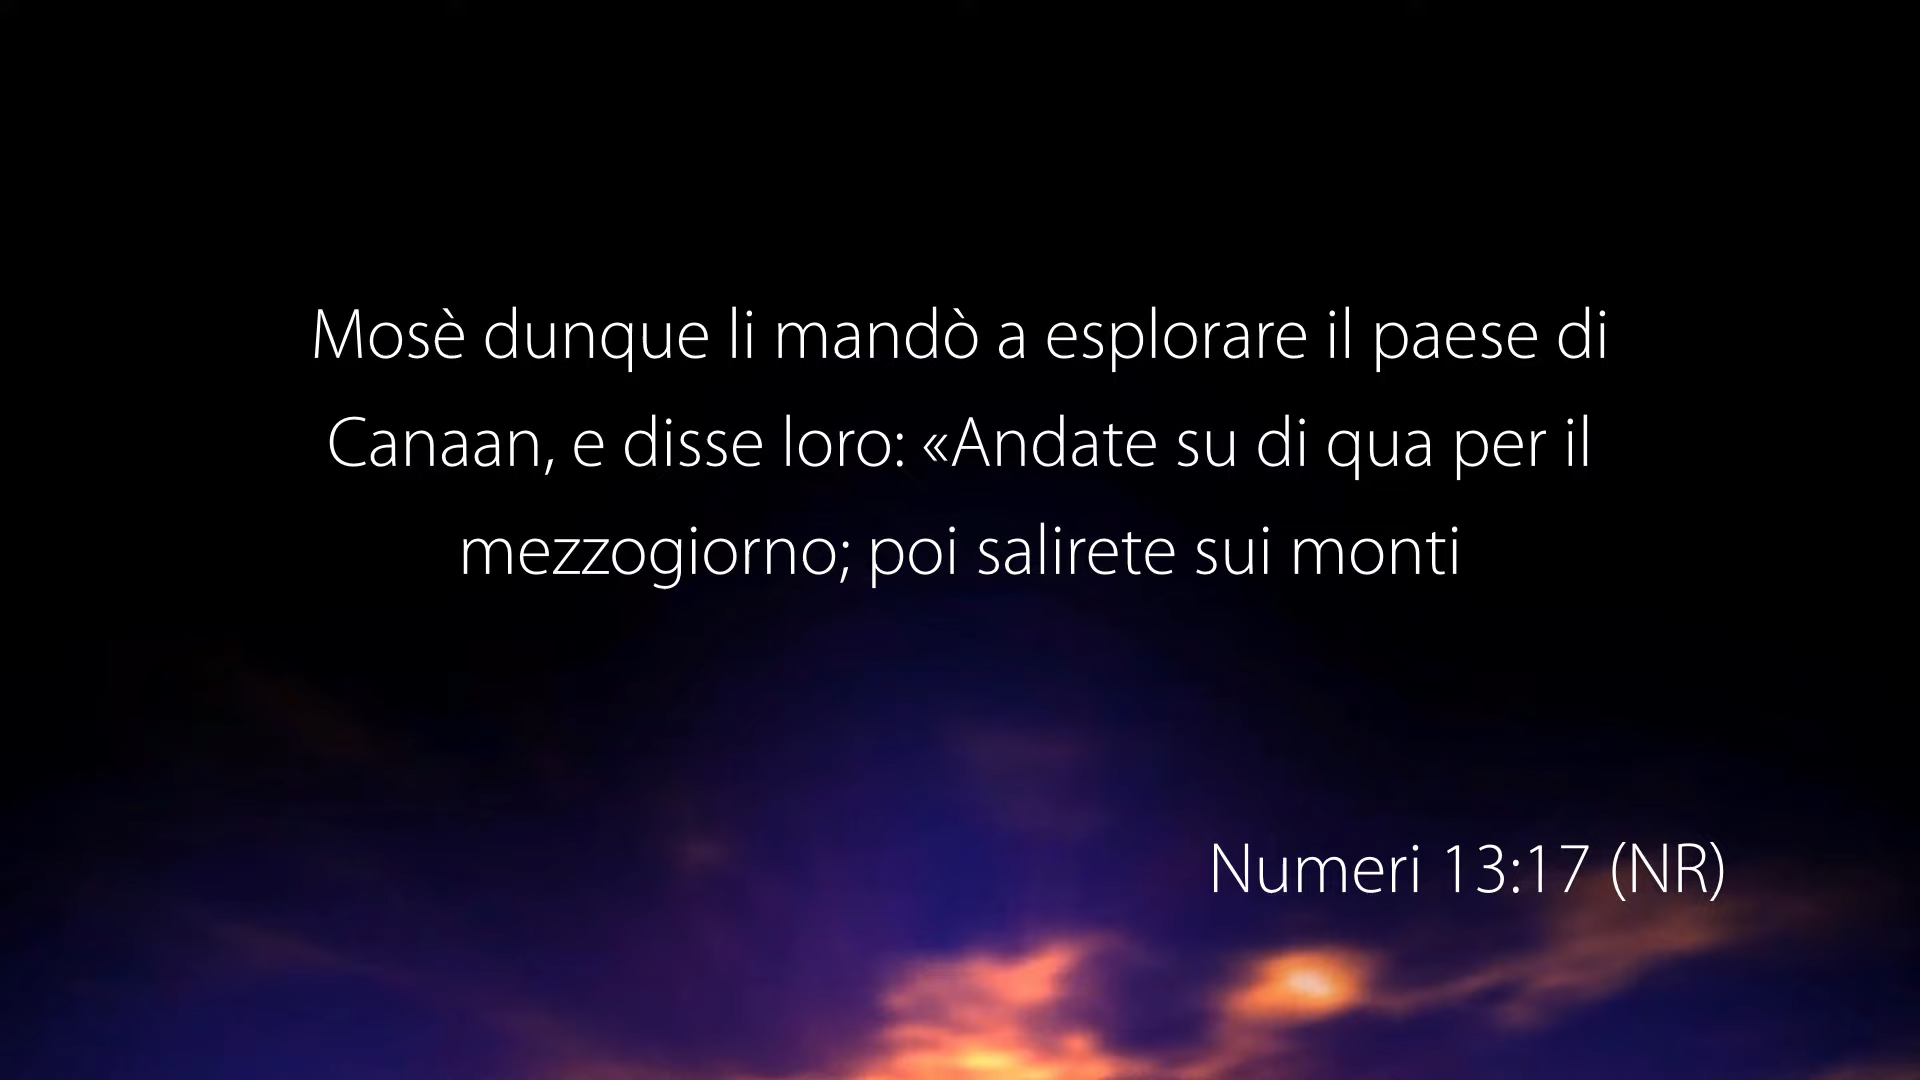 Mosè dunque li mandò a esplorare il paese di
Canaan, e disse loro: «Andate su di qua per il
mezzogiorno; poi salirete sui monti
Numeri 13:17 (NR)